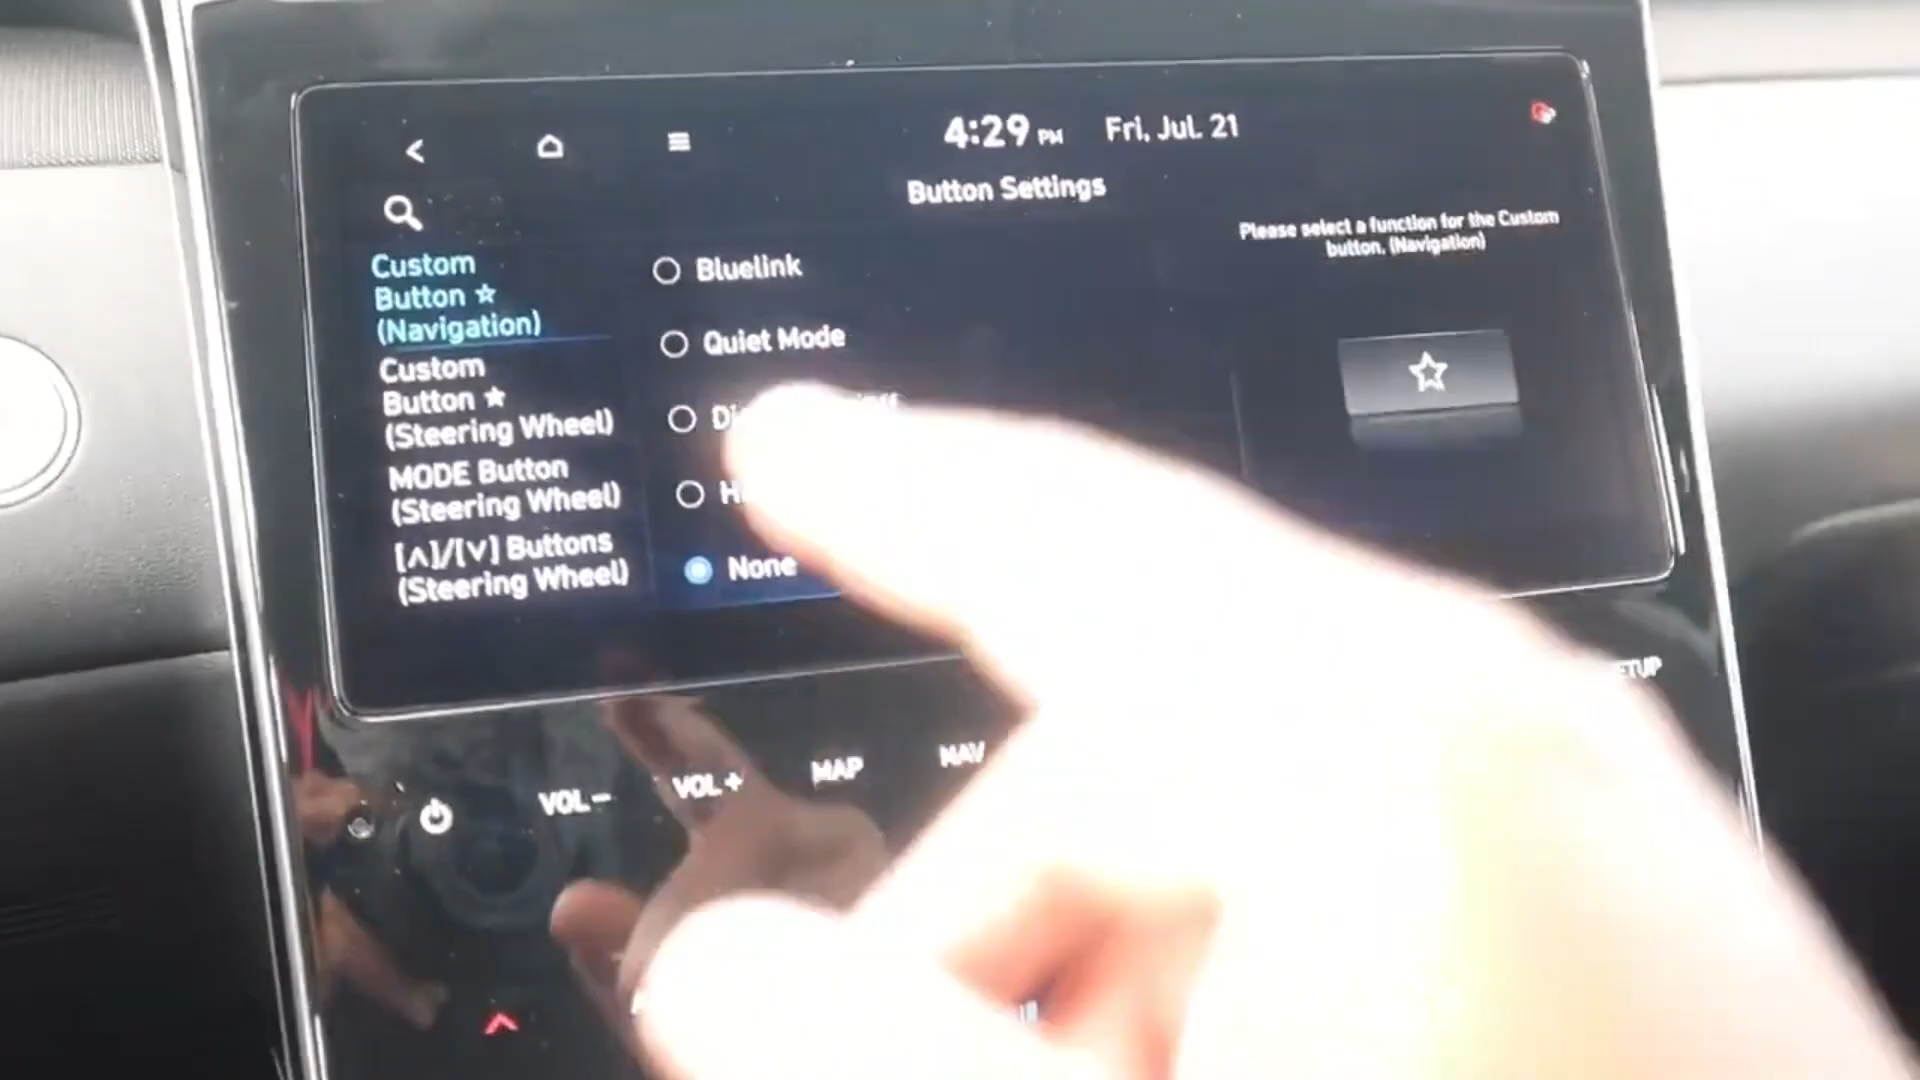 4:29 PM Fri, Jul. 21
Button Settings
Please select a function for the Custom
button. (Navigation)
Custom
Button ☆
(Navigation)
Custom
Button ★
(Steering Wheel)
MODE Button
(Steering Wheel)
[∧]/[∨] Buttons
(Steering Wheel)
Bluelink
Quiet Mode
None
VOL −
VOL +
MAP
NAV